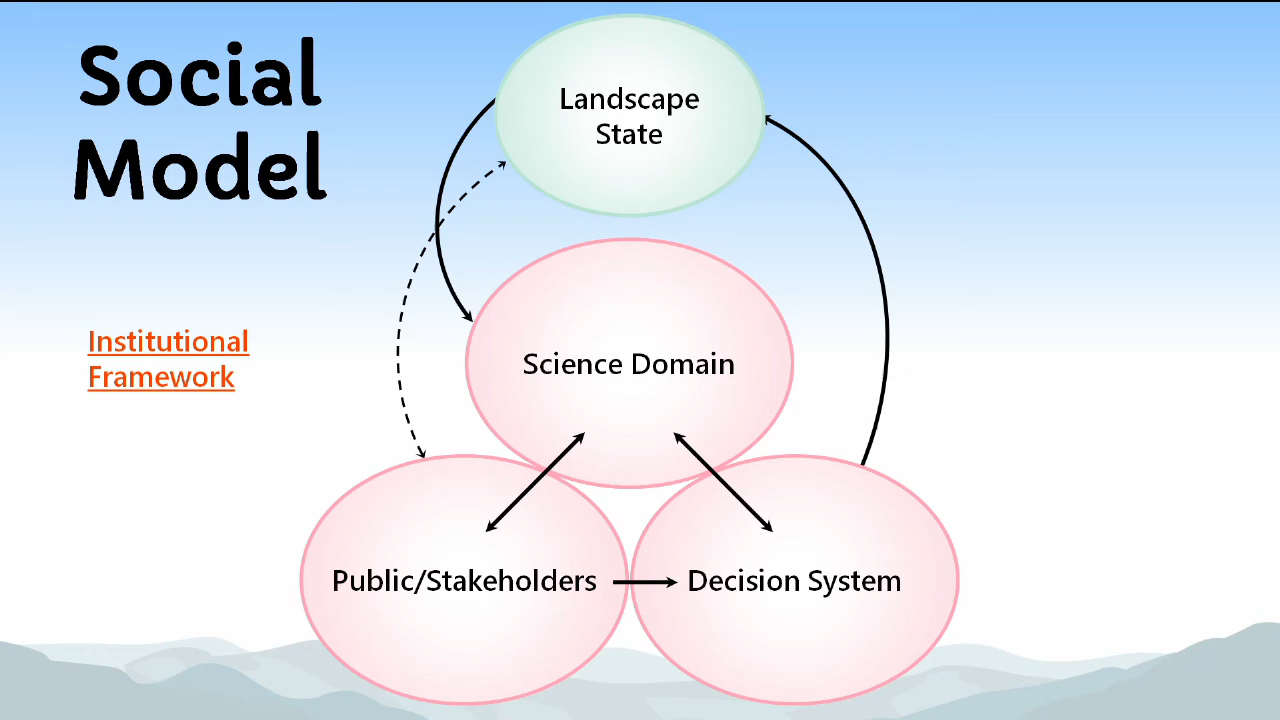 Social
Model
Landscape
State
Institutional
Framework
Science Domain
Public/Stakeholders
Decision System